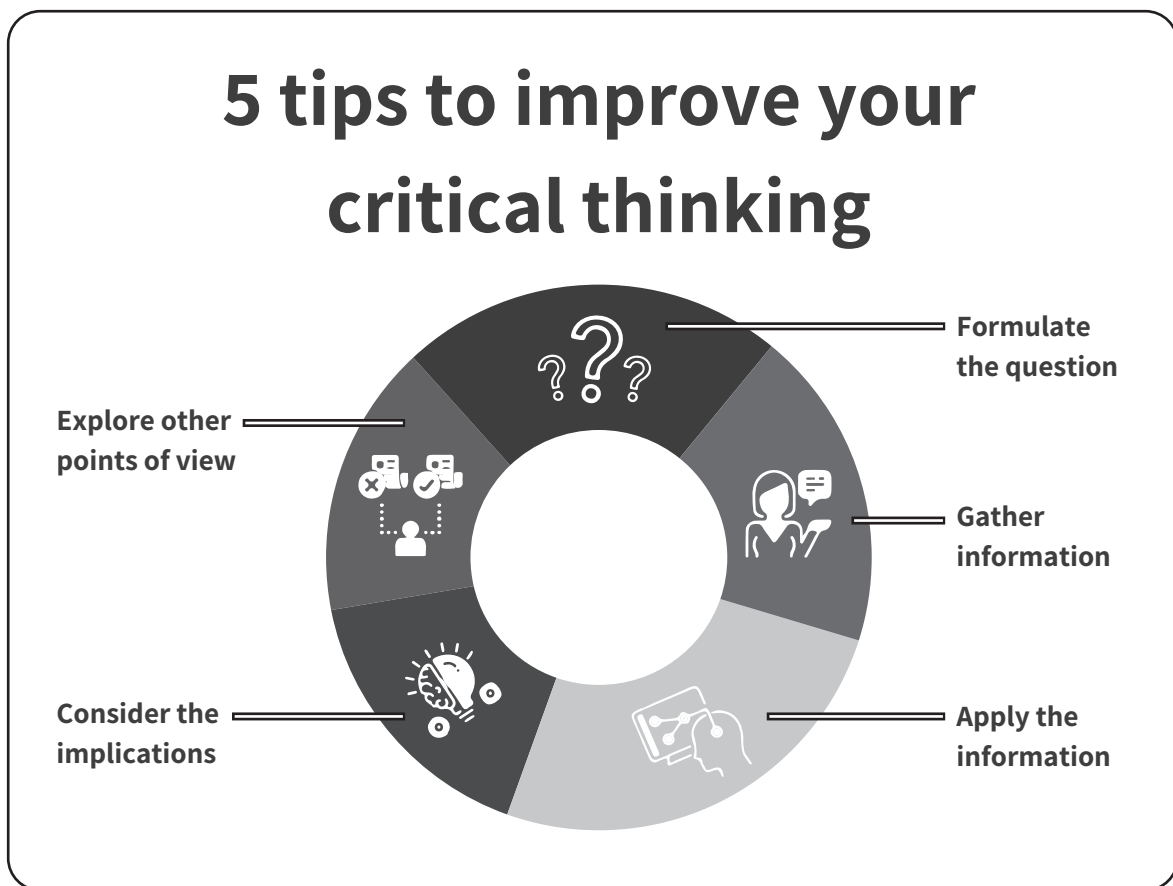 5 tips to improve your
critical thinking
Formulate
the question
Gather
information
Apply the
information
Consider the
implications
Explore other
points of view